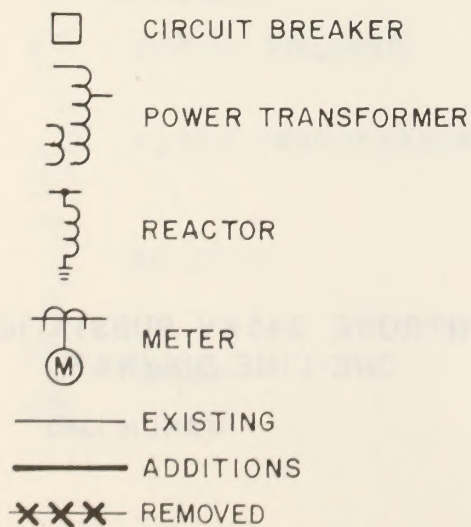 CIRCUIT BREAKER
POWER TRANSFORMER
REACTOR
M METER
EXISTING
ADDITIONS
REMOVED